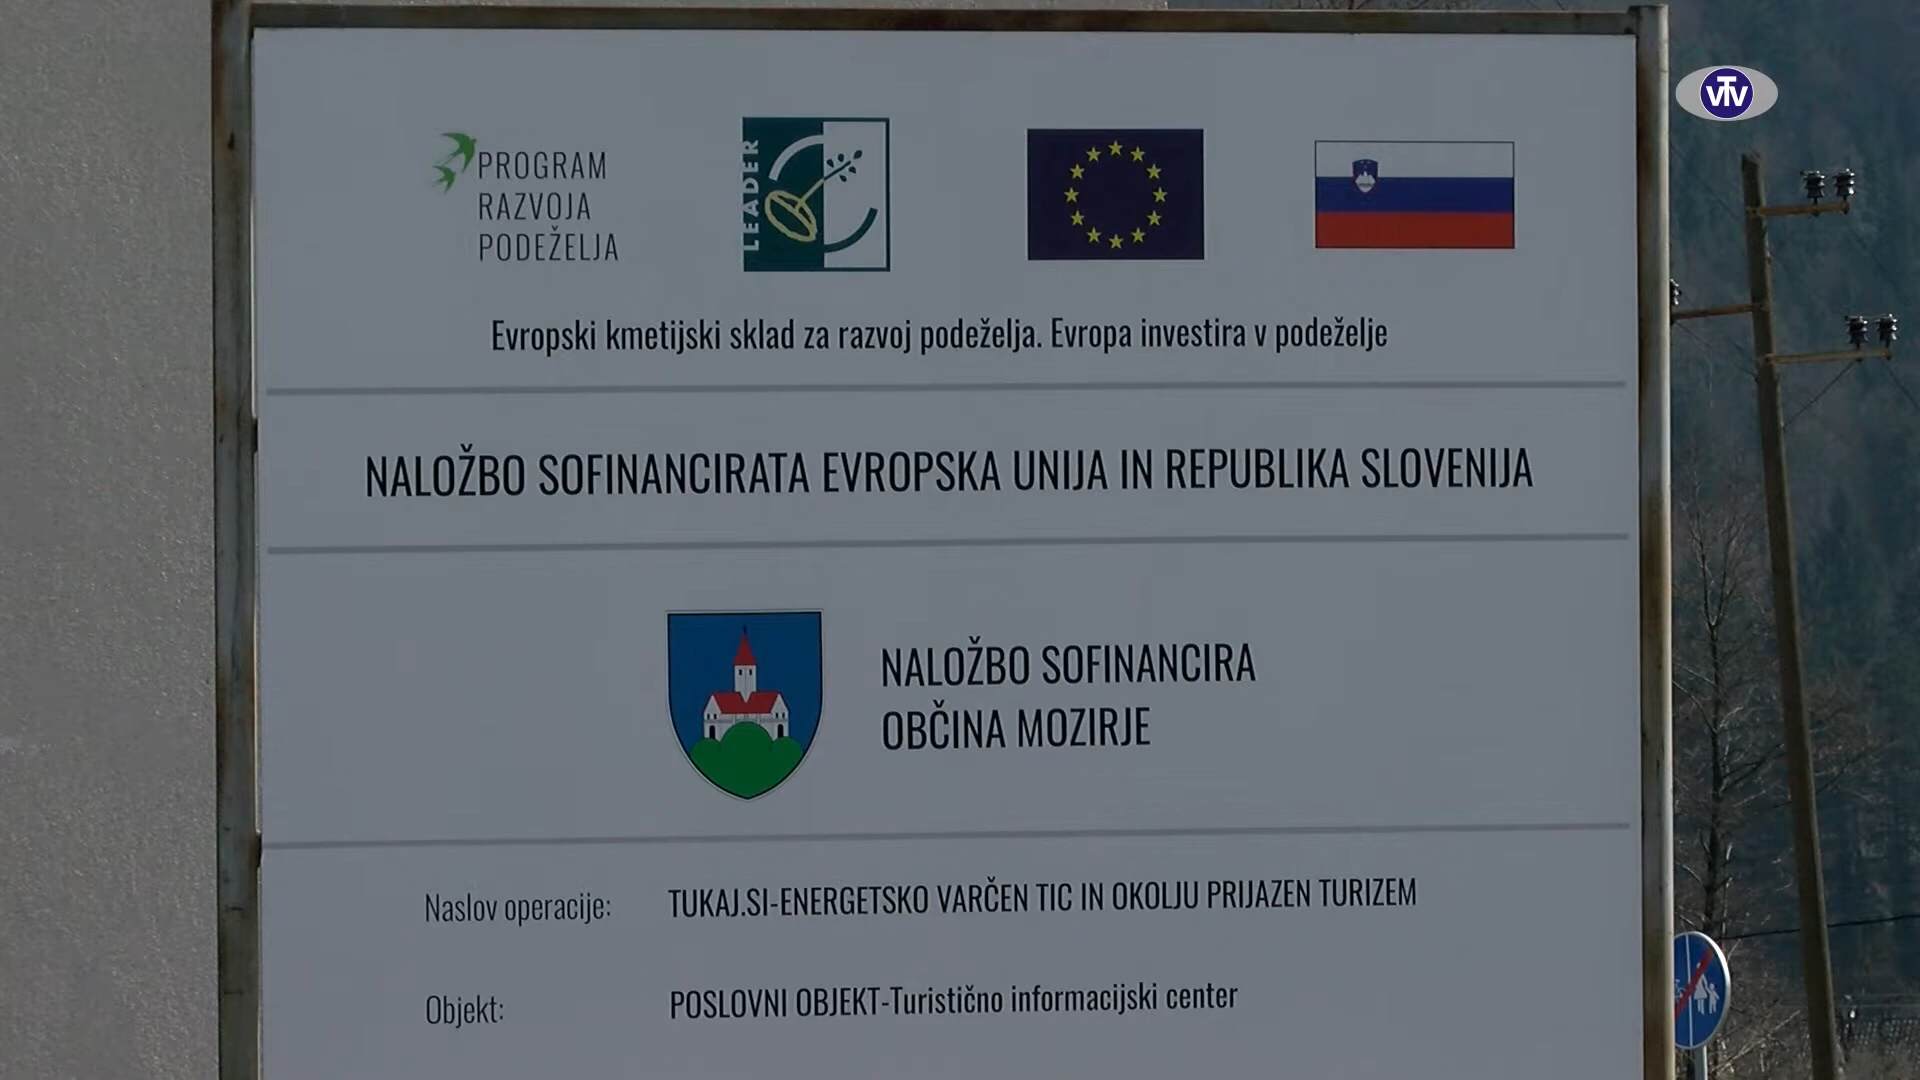 VTV
PROGRAM
RAZVOJA
PODEŽELJA
LEADER
Evropski kmetijski sklad za razvoj podeželja. Evropa investira v podeželje
NALOŽBO SOFINANCIRATA EVROPSKA UNIJA IN REPUBLIKA SLOVENIJA
NALOŽBO SOFINANCIRA
OBČINA MOZIRJE
Naslov operacije: TUKAJ.SI-ENERGETSKO VARČEN TIC IN OKOLJU PRIJAZEN TURIZEM
Objekt: POSLOVNI OBJEKT-Turistično informacijski center